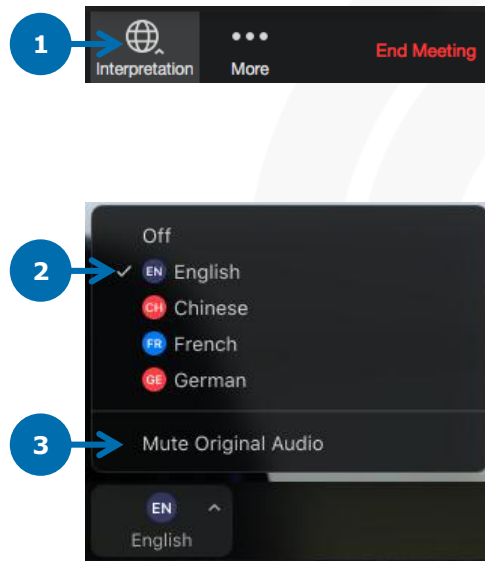 1
Interpretation
More
End Meeting
Off
2
EN English
CH Chinese
FR French
GE German
3
Mute Original Audio
EN
English